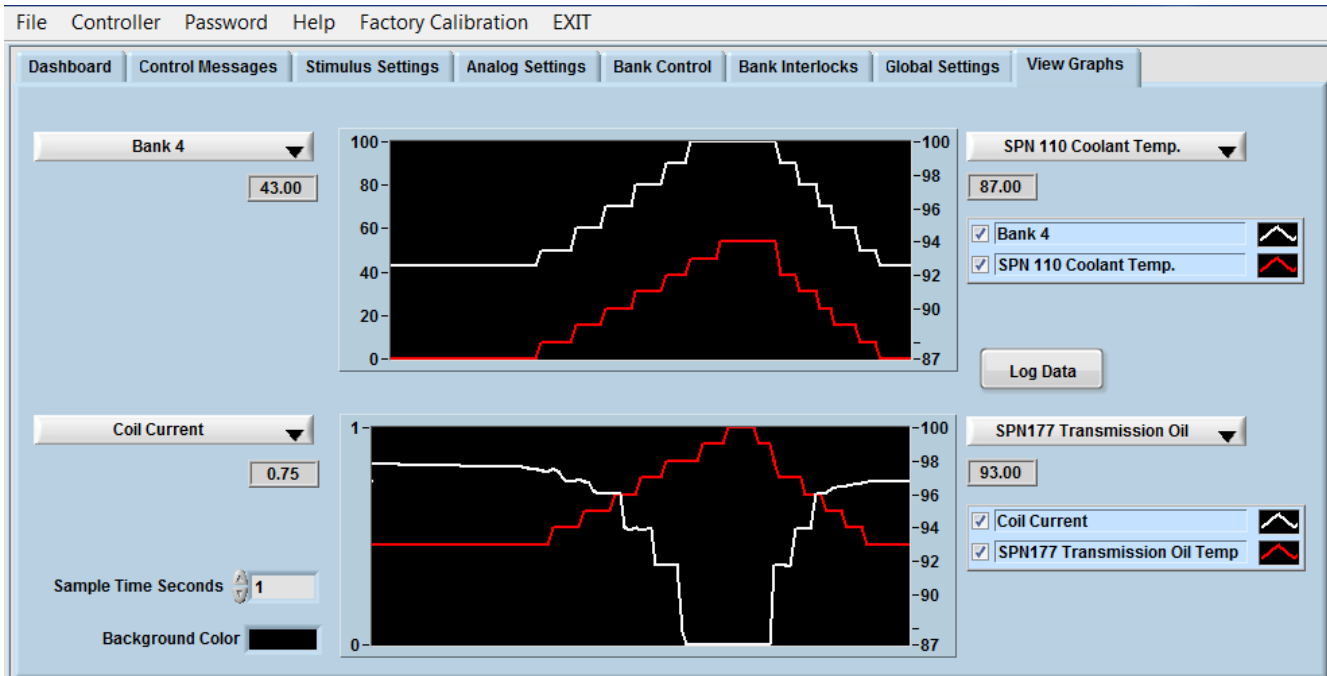 File Controller Password Help Factory Calibration EXIT
Dashboard Control Messages Stimulus Settings Analog Settings Bank Control Bank Interlocks Global Settings View Graphs
Bank 4
43.00
100
80
60
40
20
0
100
98
96
94
92
90
87
SPN 110 Coolant Temp.
87.00
Bank 4
SPN 110 Coolant Temp.
Log Data
Coil Current
0.75
Sample Time Seconds 1
Background Color
1
0
100
98
96
94
92
90
87
SPN177 Transmission Oil
93.00
Coil Current
SPN177 Transmission Oil Temp